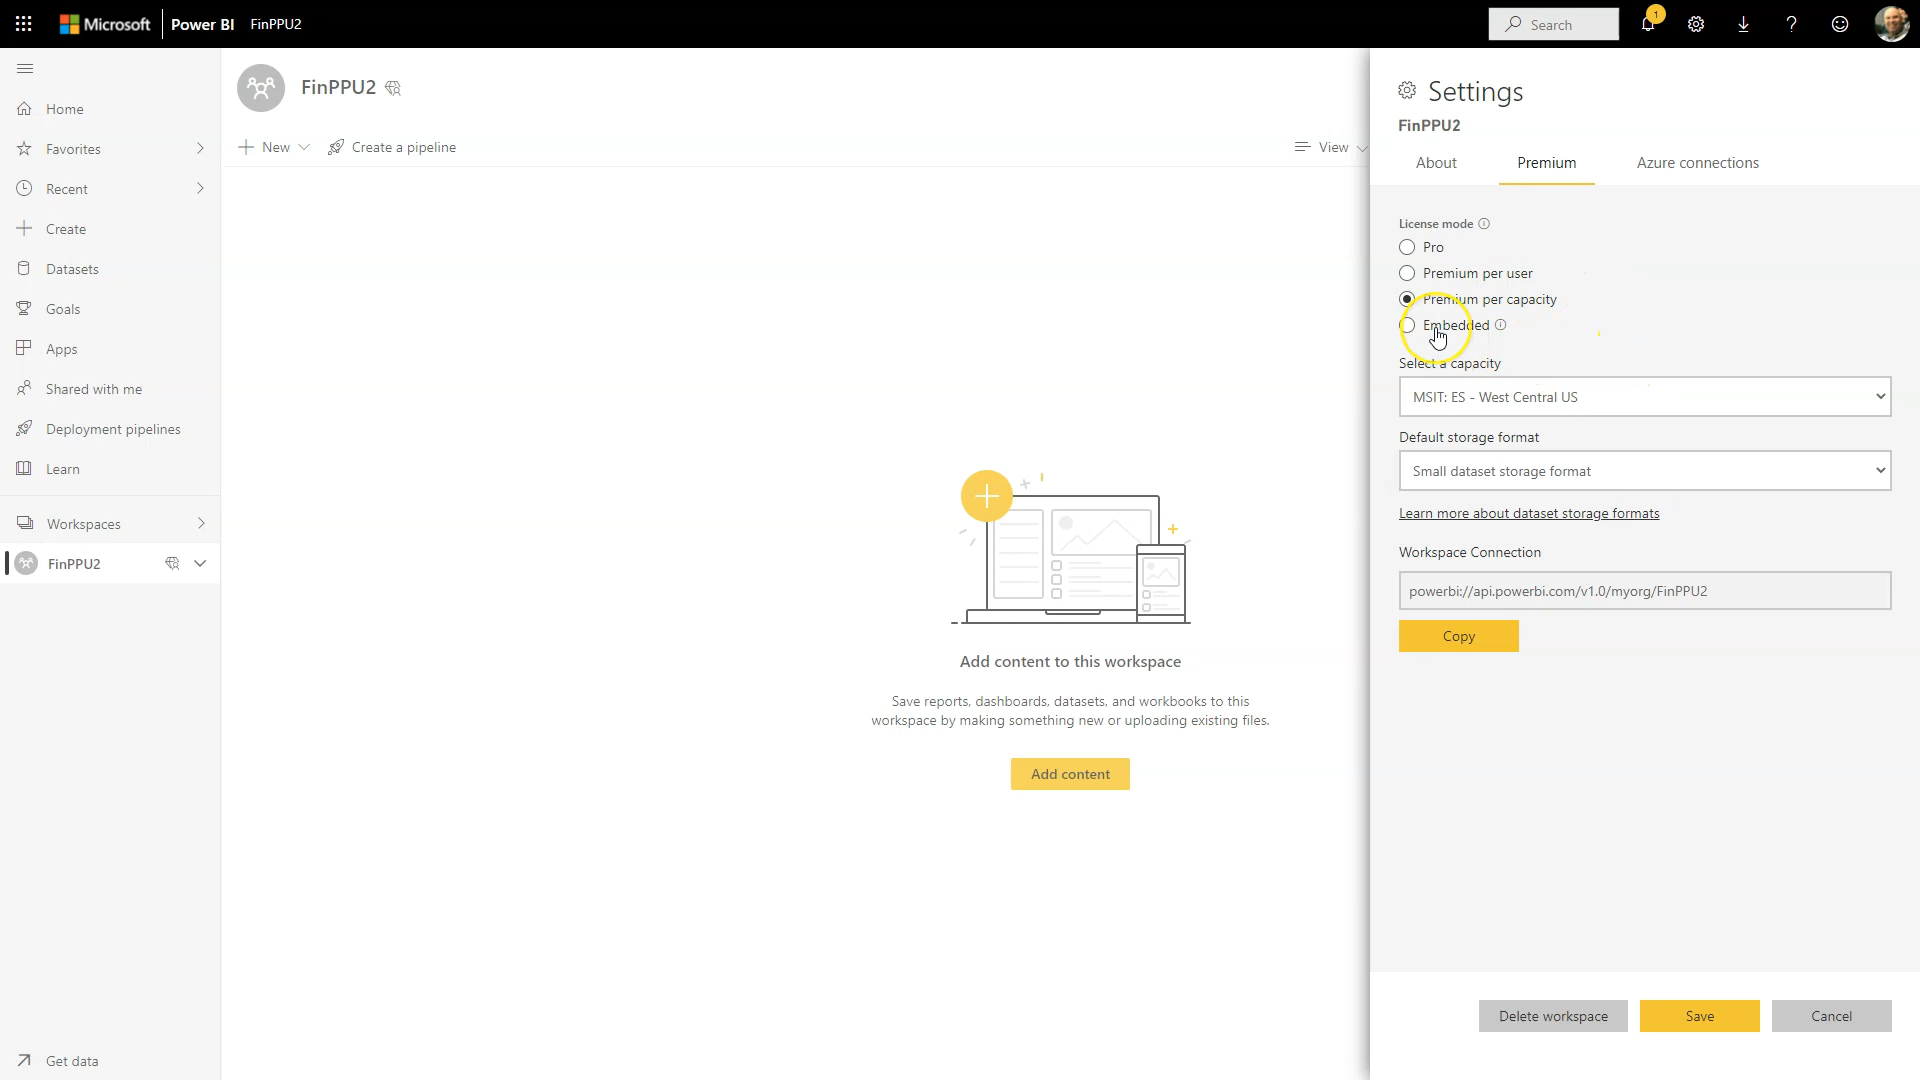 Microsoft
Power BI
FinPPU2
Search
1
Home
Favorites
Recent
Create
Datasets
Goals
Apps
Shared with me
Deployment pipelines
Learn
Workspaces
FinPPU2
Get data
FinPPU2
New
Create a pipeline
View
Add content to this workspace
Save reports, dashboards, datasets, and workbooks to this
workspace by making something new or uploading existing files.
Add content
Settings
FinPPU2
About
Premium
Azure connections
License mode
Pro
Premium per user
Premium per capacity
Embedded
Select a capacity
MSIT: ES - West Central US
Default storage format
Small dataset storage format
Learn more about dataset storage formats
Workspace Connection
powerbi://api.powerbi.com/v1.0/myorg/FinPPU2
Copy
Delete workspace
Save
Cancel